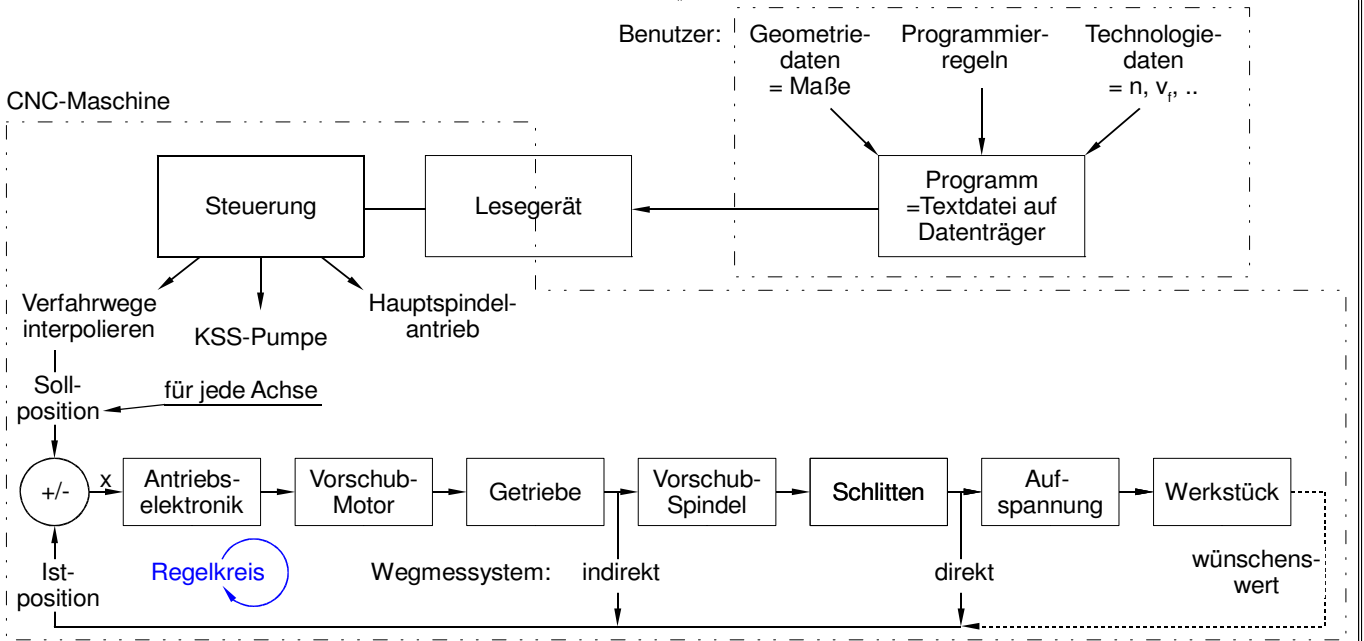 Benutzer:
Geometrie-
daten
= Maße
Programmier-
regeln
Technologie-
daten
= n, v_f, ..
CNC-Maschine
Steuerung
Lesegerät
Programm
=Textdatei auf
Datenträger
Verfahrwege
interpolieren
KSS-Pumpe
Hauptspindel-
antrieb
Soll-
position
für jede Achse
+/-
x
Antriebs-
elektronik
Vorschub-
Motor
Getriebe
Vorschub-
Spindel
Schlitten
Auf-
spannung
Werkstück
Ist-
position
Regelkreis
Wegmessystem:
indirekt
direkt
wünschens-
wert